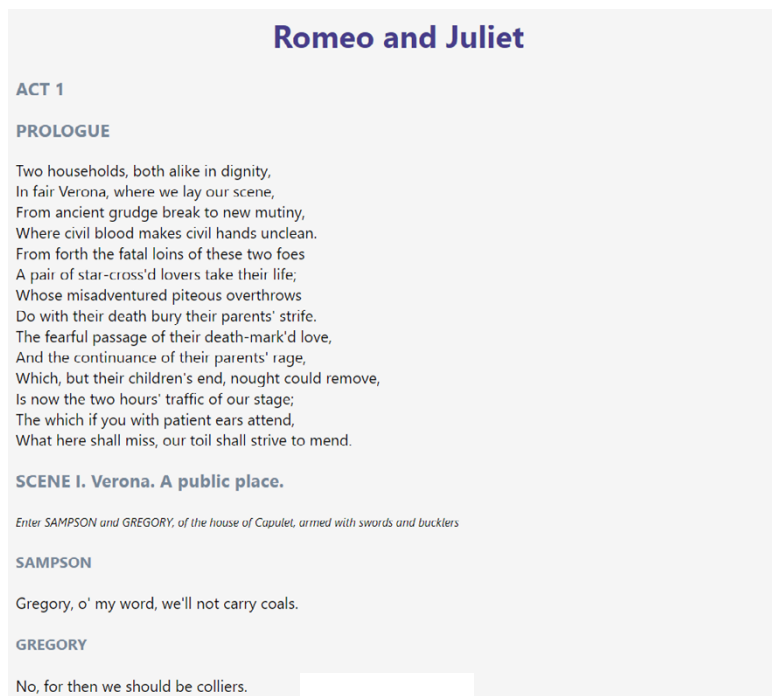 Romeo and Juliet
ACT 1
PROLOGUE
Two households, both alike in dignity,
In fair Verona, where we lay our scene,
From ancient grudge break to new mutiny,
Where civil blood makes civil hands unclean.
From forth the fatal loins of these two foes
A pair of star-cross'd lovers take their life;
Whose misadventured piteous overthrows
Do with their death bury their parents' strife.
The fearful passage of their death-mark'd love,
And the continuance of their parents' rage,
Which, but their children's end, nought could remove,
Is now the two hours' traffic of our stage;
The which if you with patient ears attend,
What here shall miss, our toil shall strive to mend.
SCENE I. Verona. A public place.
Enter SAMPSON and GREGORY, of the house of Capulet, armed with swords and bucklers
SAMPSON
Gregory, o' my word, we'll not carry coals.
GREGORY
No, for then we should be colliers.